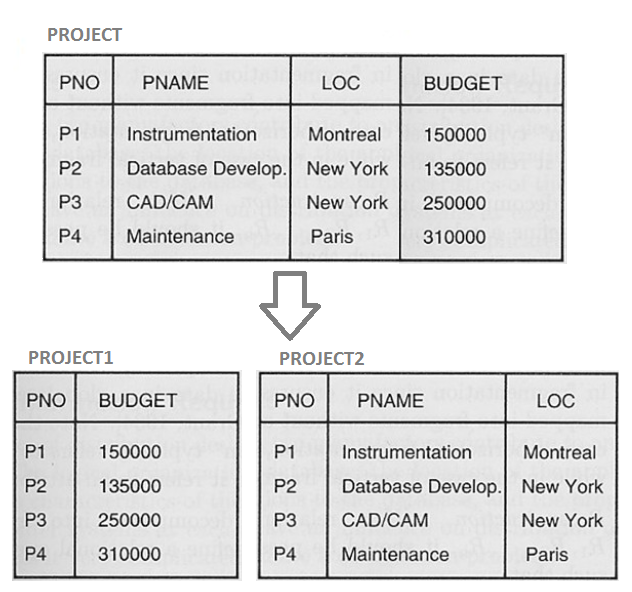 PROJECT
PNO PNAME LOC BUDGET
P1 Instrumentation Montreal 150000
P2 Database Develop. New York 135000
P3 CAD/CAM New York 250000
P4 Maintenance Paris 310000
PROJECT1
PNO BUDGET
P1 150000
P2 135000
P3 250000
P4 310000
PROJECT2
PNO PNAME LOC
P1 Instrumentation Montreal
P2 Database Develop. New York
P3 CAD/CAM New York
P4 Maintenance Paris